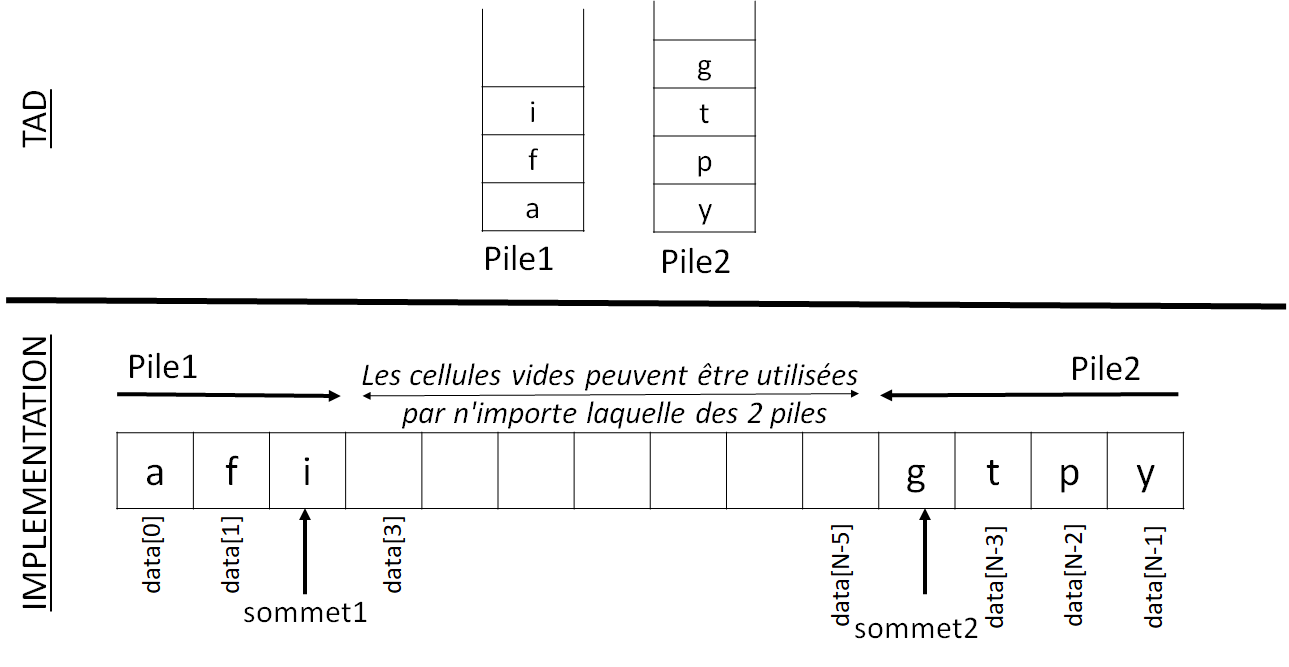 TAD
g
i
t
f
p
a
y
Pile1
Pile2
IMPLEMENTATION
Pile1
Les cellules vides peuvent être utilisées
par n'importe laquelle des 2 piles
Pile2
a f i g t p y
data[0] data[1] data[3] data[N-5] data[N-3] data[N-2] data[N-1]
sommet1
sommet2